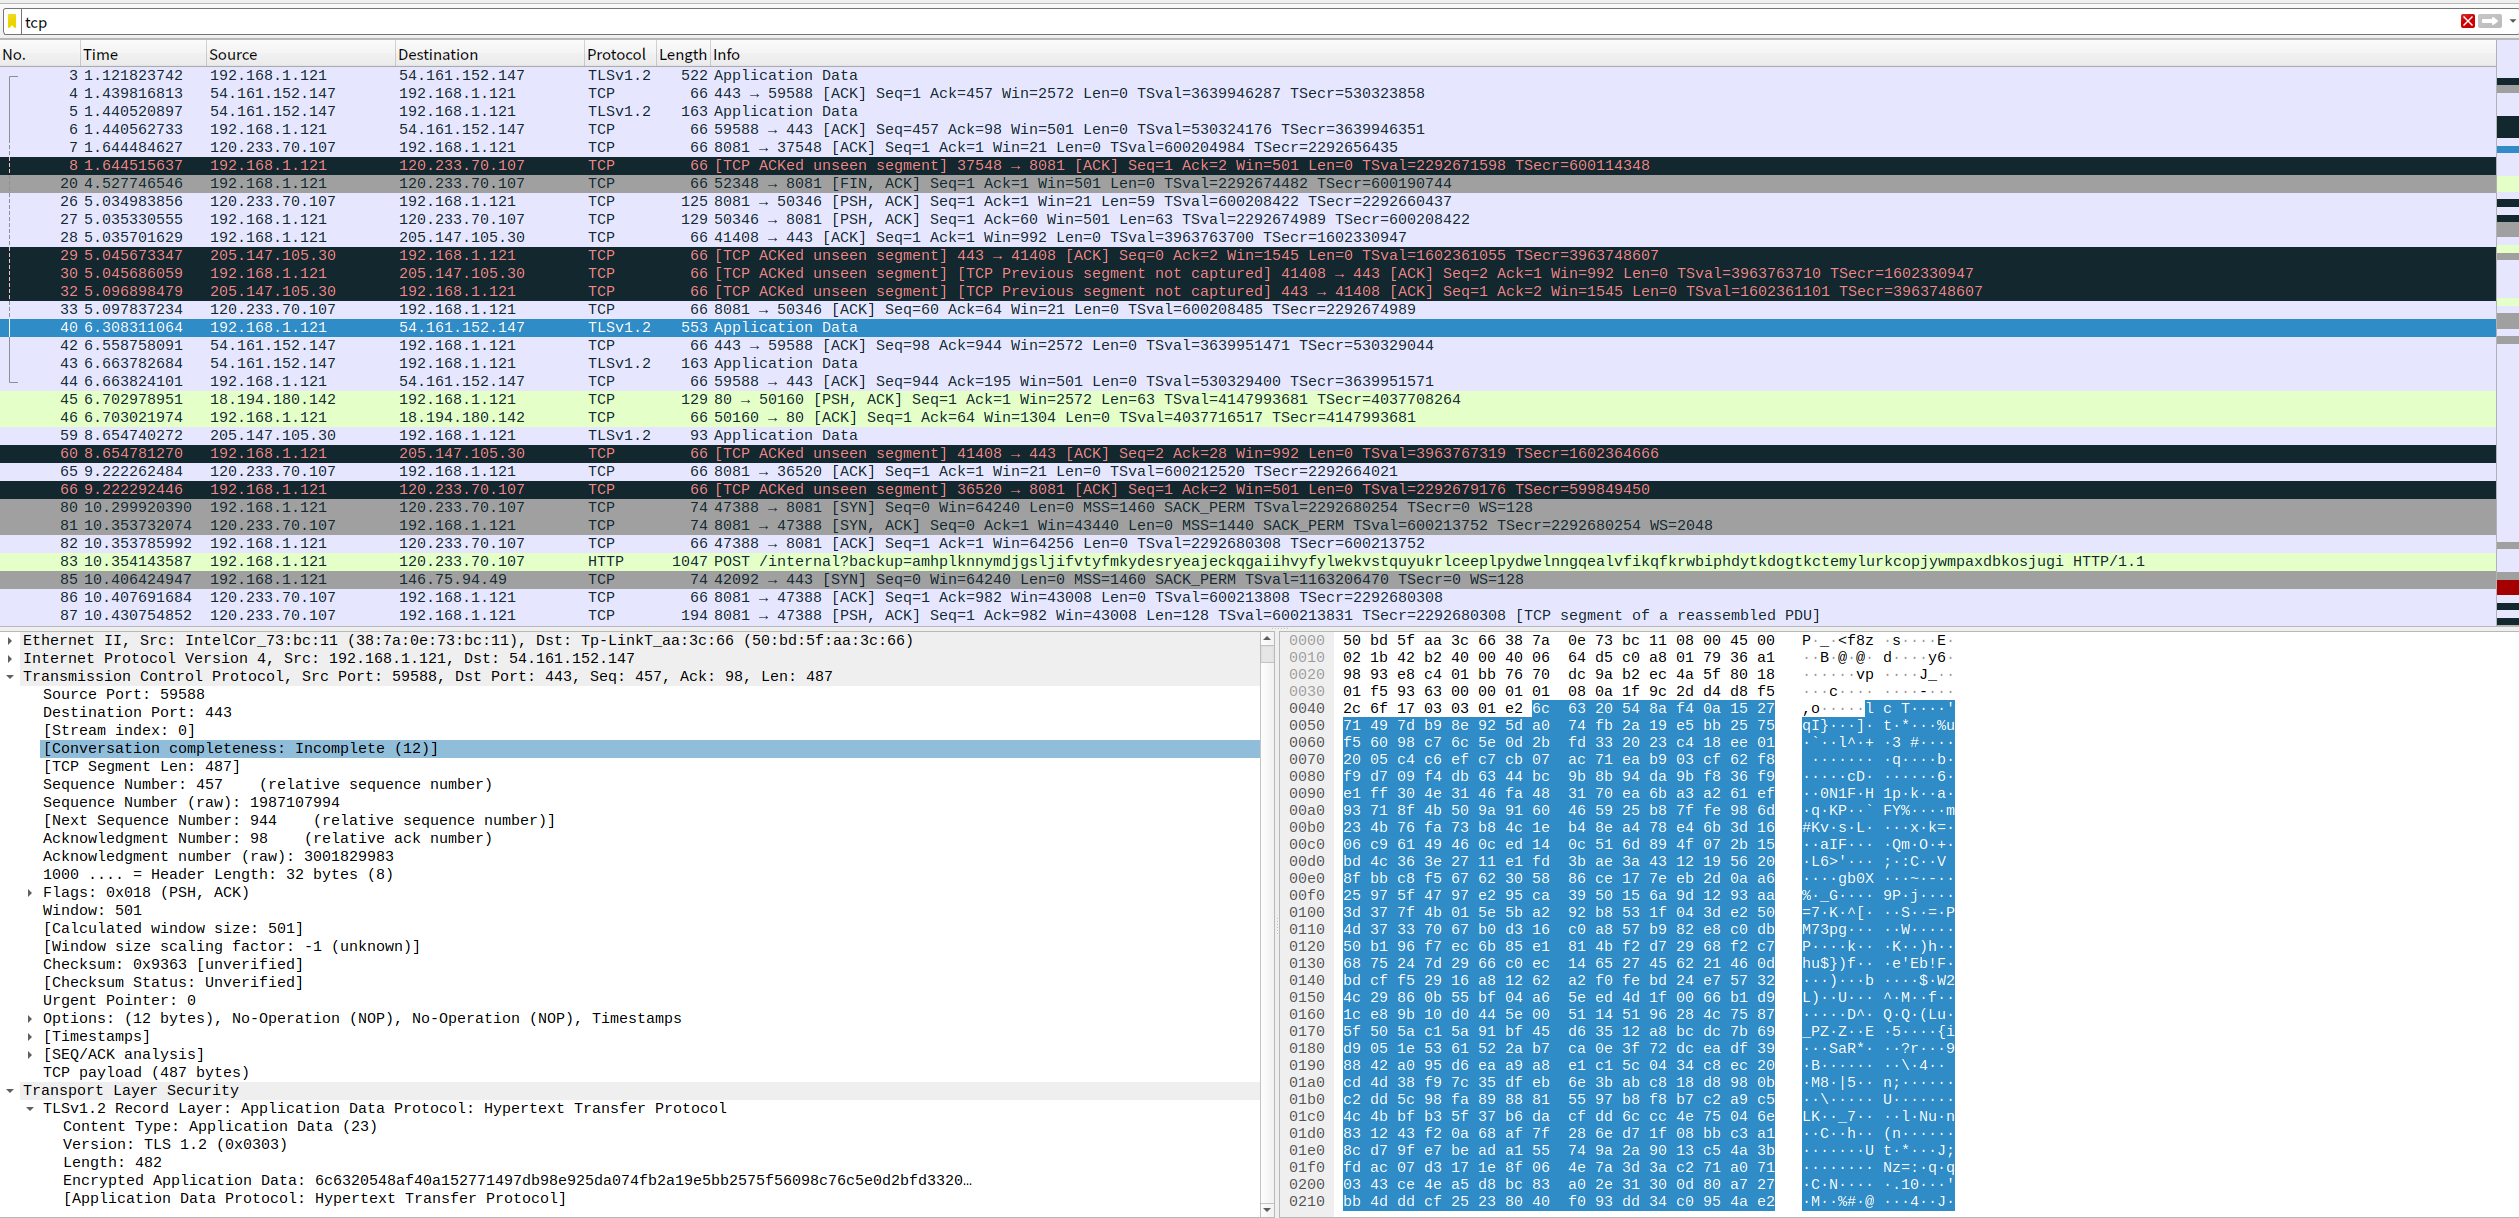 tcp
No. Time Source Destination Protocol Length Info
3 1.121823742 192.168.1.121 54.161.152.147 TLSv1.2 522 Application Data
4 1.439816813 54.161.152.147 192.168.1.121 TCP 66 443 → 59588 [ACK] Seq=1 Ack=457 Win=2572 Len=0 TSval=3639946287 TSecr=530323858
5 1.440520897 54.161.152.147 192.168.1.121 TLSv1.2 163 Application Data
6 1.440562733 192.168.1.121 54.161.152.147 TCP 66 59588 → 443 [ACK] Seq=457 Ack=98 Win=501 Len=0 TSval=530324176 TSecr=3639946351
7 1.644484627 120.233.70.107 192.168.1.121 TCP 66 8081 → 37548 [ACK] Seq=1 Ack=1 Win=21 Len=0 TSval=600204984 TSecr=2292656435
8 1.644515637 192.168.1.121 120.233.70.107 TCP 66 [TCP ACKed unseen segment] 37548 → 8081 [ACK] Seq=1 Ack=2 Win=501 Len=0 TSval=2292671598 TSecr=600114348
20 4.527746546 192.168.1.121 120.233.70.107 TCP 66 52348 → 8081 [FIN, ACK] Seq=1 Ack=1 Win=501 Len=0 TSval=2292674482 TSecr=600190744
26 5.034983856 120.233.70.107 192.168.1.121 TCP 125 8081 → 50346 [PSH, ACK] Seq=1 Ack=1 Win=21 Len=59 TSval=600208422 TSecr=2292660437
27 5.035330555 192.168.1.121 120.233.70.107 TCP 129 50346 → 8081 [PSH, ACK] Seq=1 Ack=60 Win=501 Len=63 TSval=2292674989 TSecr=600208422
28 5.035701629 192.168.1.121 205.147.105.30 TCP 66 41408 → 443 [ACK] Seq=1 Ack=1 Win=992 Len=0 TSval=3963763700 TSecr=1602330947
29 5.045673347 205.147.105.30 192.168.1.121 TCP 66 [TCP ACKed unseen segment] 443 → 41408 [ACK] Seq=0 Ack=2 Win=1545 Len=0 TSval=1602361055 TSecr=3963748607
30 5.045686059 192.168.1.121 205.147.105.30 TCP 66 [TCP ACKed unseen segment] [TCP Previous segment not captured] 41408 → 443 [ACK] Seq=2 Ack=1 Win=992 Len=0 TSval=3963763710 TSecr=1602330947
32 5.096898479 205.147.105.30 192.168.1.121 TCP 66 [TCP ACKed unseen segment] [TCP Previous segment not captured] 443 → 41408 [ACK] Seq=1 Ack=2 Win=1545 Len=0 TSval=1602361101 TSecr=3963748607
33 5.097837234 120.233.70.107 192.168.1.121 TCP 66 8081 → 50346 [ACK] Seq=60 Ack=64 Win=21 Len=0 TSval=600208485 TSecr=2292674989
40 6.308311064 192.168.1.121 54.161.152.147 TLSv1.2 553 Application Data
42 6.558758091 54.161.152.147 192.168.1.121 TCP 66 443 → 59588 [ACK] Seq=98 Ack=944 Win=2572 Len=0 TSval=3639951471 TSecr=530329044
43 6.663782684 54.161.152.147 192.168.1.121 TLSv1.2 163 Application Data
44 6.663824101 192.168.1.121 54.161.152.147 TCP 66 59588 → 443 [ACK] Seq=944 Ack=195 Win=501 Len=0 TSval=530329400 TSecr=3639951571
45 6.702978951 18.194.180.142 192.168.1.121 TCP 129 80 → 50160 [PSH, ACK] Seq=1 Ack=1 Win=2572 Len=63 TSval=4147993681 TSecr=4037708264
46 6.703021974 192.168.1.121 18.194.180.142 TCP 66 50160 → 80 [ACK] Seq=1 Ack=64 Win=1304 Len=0 TSval=4037716517 TSecr=4147993681
59 8.654740272 205.147.105.30 192.168.1.121 TLSv1.2 93 Application Data
60 8.654781270 192.168.1.121 205.147.105.30 TCP 66 [TCP ACKed unseen segment] 41408 → 443 [ACK] Seq=2 Ack=28 Win=992 Len=0 TSval=3963767319 TSecr=1602364666
65 9.222262484 120.233.70.107 192.168.1.121 TCP 66 8081 → 36520 [ACK] Seq=1 Ack=1 Win=21 Len=0 TSval=600212520 TSecr=2292664021
66 9.222292446 192.168.1.121 120.233.70.107 TCP 66 [TCP ACKed unseen segment] 36520 → 8081 [ACK] Seq=1 Ack=2 Win=501 Len=0 TSval=2292679176 TSecr=599849450
80 10.299920390 192.168.1.121 120.233.70.107 TCP 74 47388 → 8081 [SYN] Seq=0 Win=64240 Len=0 MSS=1460 SACK_PERM TSval=2292680254 TSecr=0 WS=128
81 10.353732074 120.233.70.107 192.168.1.121 TCP 74 8081 → 47388 [SYN, ACK] Seq=0 Ack=1 Win=43440 Len=0 MSS=1440 SACK_PERM TSval=600213752 TSecr=2292680254 WS=2048
82 10.353785992 192.168.1.121 120.233.70.107 TCP 66 47388 → 8081 [ACK] Seq=1 Ack=1 Win=64256 Len=0 TSval=2292680308 TSecr=600213752
83 10.354143587 192.168.1.121 120.233.70.107 HTTP 1047 POST /internal?backup=amhplknnymdjgsljifvtyfmkydesryeajeckqgaiihvyfylwekvstquyukrlceeplpydwelnngqealvfikqfkrwbiphdytkdogtkctemylurkcopjywmpaxdbkosjugi HTTP/1.1
85 10.406424947 192.168.1.121 146.75.94.49 TCP 74 42092 → 443 [SYN] Seq=0 Win=64240 Len=0 MSS=1460 SACK_PERM TSval=1163206470 TSecr=0 WS=128
86 10.407691684 120.233.70.107 192.168.1.121 TCP 66 8081 → 47388 [ACK] Seq=1 Ack=982 Win=43008 Len=0 TSval=600213808 TSecr=2292680308
87 10.430754852 120.233.70.107 192.168.1.121 TCP 194 8081 → 47388 [PSH, ACK] Seq=1 Ack=982 Win=43008 Len=128 TSval=600213831 TSecr=2292680308 [TCP segment of a reassembled PDU]
Ethernet II, Src: IntelCor_73:bc:11 (38:7a:0e:73:bc:11), Dst: Tp-LinkT_aa:3c:66 (50:bd:5f:aa:3c:66)
Internet Protocol Version 4, Src: 192.168.1.121, Dst: 54.161.152.147
Transmission Control Protocol, Src Port: 59588, Dst Port: 443, Seq: 457, Ack: 98, Len: 487
Source Port: 59588
Destination Port: 443
[Stream index: 0]
[Conversation completeness: Incomplete (12)]
[TCP Segment Len: 487]
Sequence Number: 457 (relative sequence number)
Sequence Number (raw): 1987107994
[Next Sequence Number: 944 (relative sequence number)]
Acknowledgment Number: 98 (relative ack number)
Acknowledgment number (raw): 3001829983
1000 .... = Header Length: 32 bytes (8)
Flags: 0x018 (PSH, ACK)
Window: 501
[Calculated window size: 501]
[Window size scaling factor: -1 (unknown)]
Checksum: 0x9363 [unverified]
[Checksum Status: Unverified]
Urgent Pointer: 0
Options: (12 bytes), No-Operation (NOP), No-Operation (NOP), Timestamps
[Timestamps]
[SEQ/ACK analysis]
TCP payload (487 bytes)
Transport Layer Security
TLSv1.2 Record Layer: Application Data Protocol: Hypertext Transfer Protocol
Content Type: Application Data (23)
Version: TLS 1.2 (0x0303)
Length: 482
Encrypted Application Data: 6c6320548af40a152771497db98e925da074fb2a19e5bb2575f56098c76c5e0d2bfd3320…
[Application Data Protocol: Hypertext Transfer Protocol]
0000 50 bd 5f aa 3c 66 38 7a 0e 73 bc 11 08 00 45 00 P·_·<f8z ·s····E·
0010 02 1b 42 b2 40 00 40 06 64 d5 c0 a8 01 79 36 a1 ··B·@·@· d····y6·
0020 98 93 e8 c4 01 bb 76 70 dc 9a b2 ec 4a 5f 80 18 ······vp ····J_··
0030 01 f5 93 63 00 00 01 01 08 0a 1f 9c 2d d4 d8 f5 ···c···· ····-···
0040 2c 6f 17 03 03 01 e2 6c 63 20 54 8a f4 0a 15 27 ,o·····l c T····'
0050 71 49 7d b9 8e 92 5d a0 74 fb 2a 19 e5 bb 25 75 qI}···]· t·*···%u
0060 f5 60 98 c7 6c 5e 0d 2b fd 33 20 23 c4 18 ee 01 ·`··l^·+ ·3 #····
0070 20 05 c4 c6 ef c7 cb 07 ac 71 ea b9 03 cf 62 f8 ······· ·q····b·
0080 f9 d7 09 f4 db 63 44 bc 9b 8b 94 da 9b f8 36 f9 ·····cD· ······6·
0090 e1 ff 30 4e 31 46 fa 48 31 70 ea 6b a3 a2 61 ef ··0N1F·H 1p·k··a·
00a0 93 71 8f 4b 50 9a 91 60 46 59 25 b8 7f fe 98 6d ·q·KP··` FY%····m
00b0 23 4b 76 fa 73 b8 4c 1e b4 8e a4 78 e4 6b 3d 16 #Kv·s·L· ···x·k=·
00c0 06 c9 61 49 46 0c ed 14 0c 51 6d 89 4f 07 2b 15 ··aIF··· ·Qm·O·+·
00d0 bd 4c 36 3e 27 11 e1 fd 3b ae 3a 43 12 19 56 20 ·L6>'··· ;·:C··V
00e0 8f bb c8 f5 67 62 30 58 86 ce 17 7e eb 2d 0a a6 ····gb0X ···~·-··
00f0 25 97 5f 47 97 e2 95 ca 39 50 15 6a 9d 12 93 aa %·_G···· 9P·j····
0100 3d 37 7f 4b 01 5e 5b a2 92 b8 53 1f 04 3d e2 50 =7·K·^[· ··S··=·P
0110 4d 37 33 70 67 b0 d3 16 c0 a8 57 b9 82 e8 c0 db M73pg··· ··W·····
0120 50 b1 96 f7 ec 6b 85 e1 81 4b f2 d7 29 68 f2 c7 P····k·· ·K··)h··
0130 68 75 24 7d 29 66 c0 ec 14 65 27 45 62 21 46 0d hu$})f·· ·e'Eb!F·
0140 bd cf f5 29 16 a8 12 62 a2 f0 fe bd 24 e7 57 32 ···)···b ····$·W2
0150 4c 29 86 0b 55 bf 04 a6 5e ed 4d 1f 00 66 b1 d9 L)··U··· ^·M··f··
0160 1c e8 9b 10 d0 44 5e 00 51 14 51 96 28 4c 75 87 ·····D^· Q·Q·(Lu·
0170 5f 50 5a c1 5a 91 bf 45 d6 35 12 a8 bc dc 7b 69 _PZ·Z··E ·5····{i
0180 d9 05 1e 53 61 52 2a b7 ca 0e 3f 72 dc ea df 39 ···SaR*· ··?r···9
0190 88 42 a0 95 d6 ea a9 a8 e1 c1 5c 04 34 c8 ec 20 ·B······ ··\·4··
01a0 cd 4d 38 f9 7c 35 df eb 6e 3b ab c8 18 d8 98 0b ·M8·|5·· n;······
01b0 c2 dd 5c 98 fa 89 88 81 55 97 b8 f8 b7 c2 a9 c5 ··\····· U·······
01c0 4c 4b bf b3 5f 37 b6 da cf dd 6c cc 4e 75 04 6e LK··_7·· ··l·Nu·n
01d0 83 12 43 f2 0a 68 af 7f 28 6e d7 1f 08 bb c3 a1 ··C··h·· (n······
01e0 8c d7 9f e7 be ad a1 55 74 9a 2a 90 13 c5 4a 3b ·······U t·*···J;
01f0 fd ac 07 d3 17 1e 8f 06 4e 7a 3d 3a c2 71 a0 71 ········ Nz=:·q·q
0200 03 43 ce 4e a5 d8 bc 83 a0 2e 31 30 0d 80 a7 27 ·C·N···· ·.10···'
0210 bb 4d dd cf 25 23 80 40 f0 93 dd 34 c0 95 4a e2 ·M··%#·@ ···4··J·